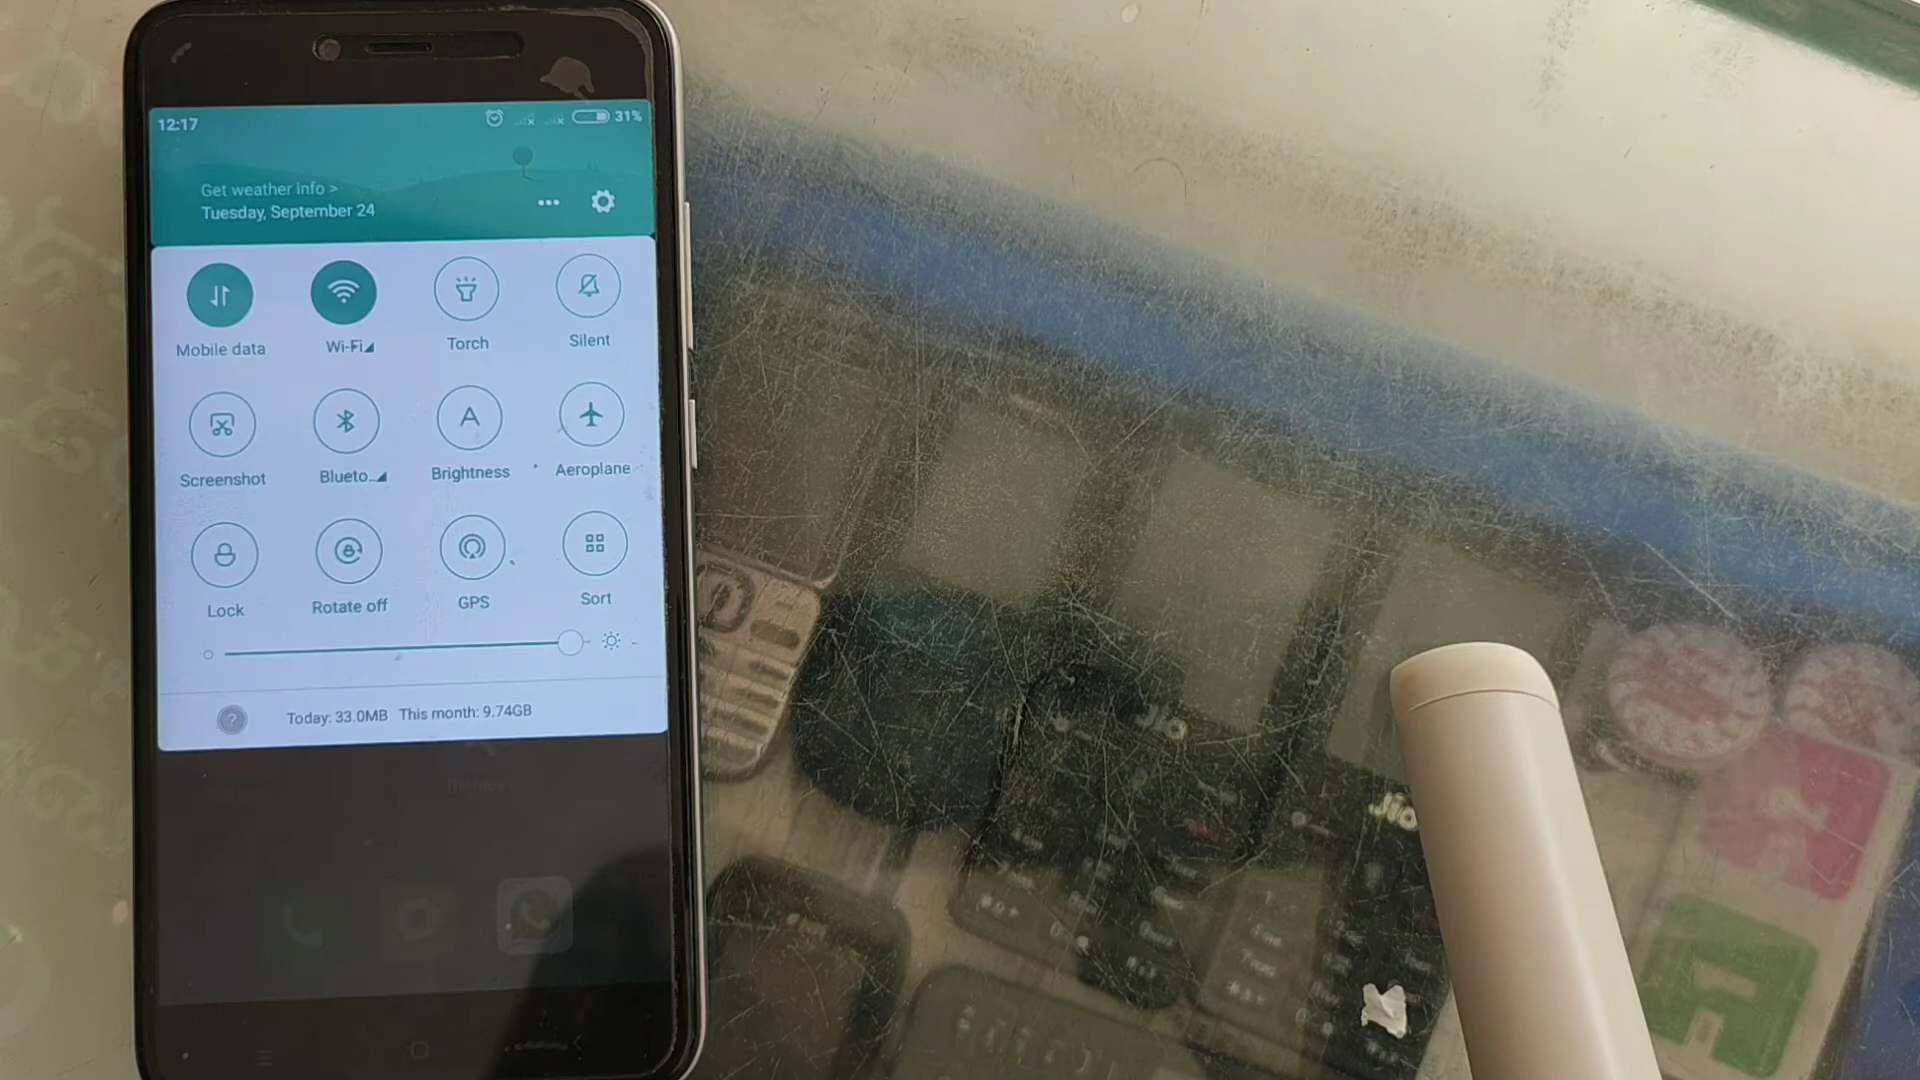 12:17 31%
Get weather info >
Tuesday, September 24
Mobile data Wi-Fi Torch Silent
Screenshot Blueto... Brightness Aeroplane
Lock Rotate off GPS Sort
Today: 33.0MB This month: 9.74GB
Jio
Jio